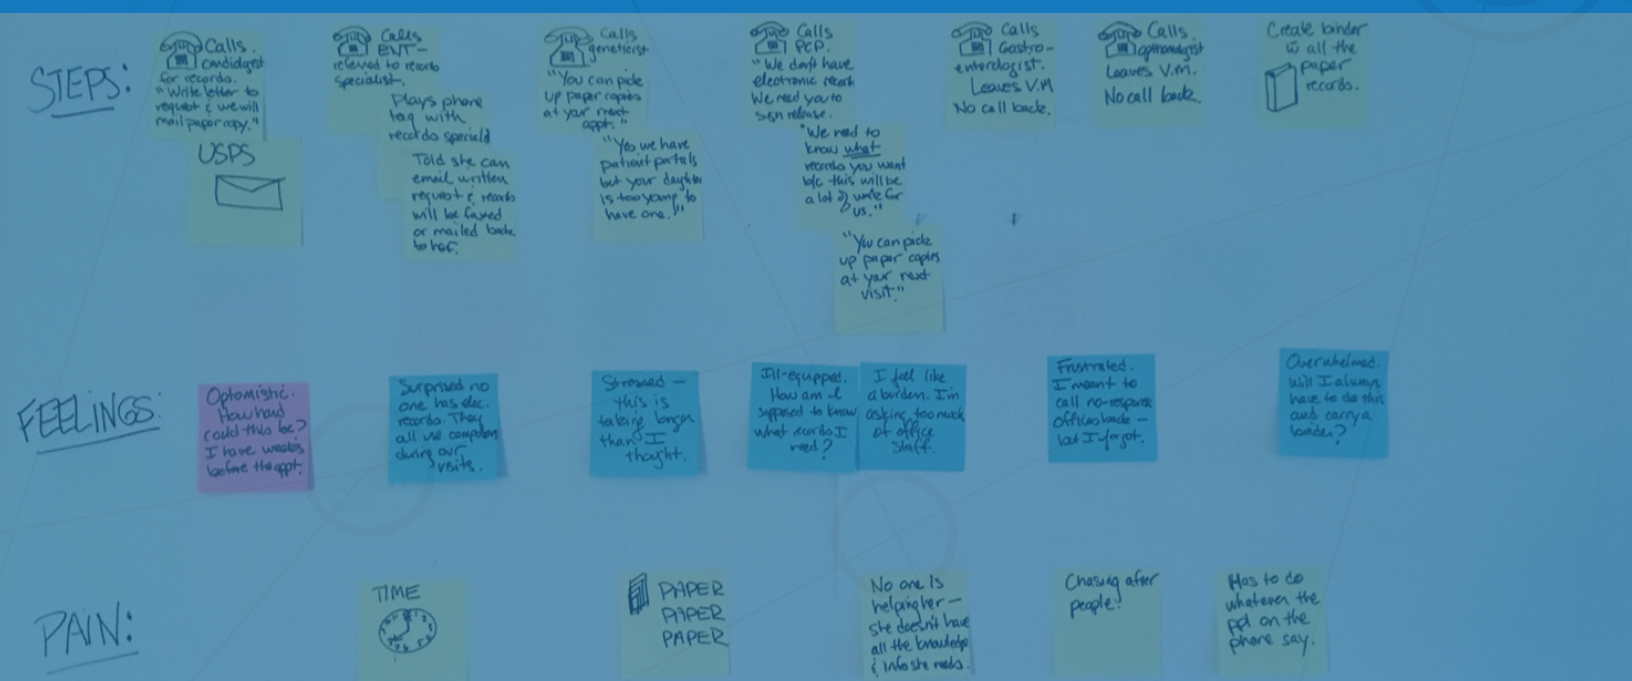 STEPS:
Calls
cardiologist
for records.
"Write letter to
request & we will
mail paper copy."
USPS
Calls
ENT-
referred to records
specialist.
Plays phone
tag with
records specialist
Told she can
email written
request & records
will be faxed
or mailed back
to her.
Calls
geneticist
"You can pick
up paper copies
at your next
appt."
"Yes we have
patient portals
but your daughter
is too young to
have one."
Calls
PCP.
"We don't have
electronic records
We need you to
sign release.
"We need to
know what
records you want
b/c this will be
a lot of work for
us."
"You can pick
up paper copies
at your next
visit."
Calls
Gastro-
enterologist.
Leaves V.M
No call back.
Calls
Leaves V.M.
No call back.
Create binder
w/ all the
paper
records.
FEELINGS:
Optomistic.
How hard
could this be?
I have weeks
before the appt.
Surprised no
one has elec.
records. They
all use computers
during our
visits.
Stressed -
this is
taking longer
than I
thought.
Ill-equipped.
How am I
supposed to know
what records I
need?
I feel like
a burden. I'm
asking too much
of office
staff.
Frustrated.
I meant to
call no-response
offices back -
but I forgot.
Overwhelmed.
Will I always
have to do this
and carry a
binder?
PAIN:
TIME
PAPER
PAPER
PAPER
No one is
helping her -
she doesn't have
all the knowledge
& info she needs.
Chasing after
people.
Has to do
whatever the
ppl on the
phone say.